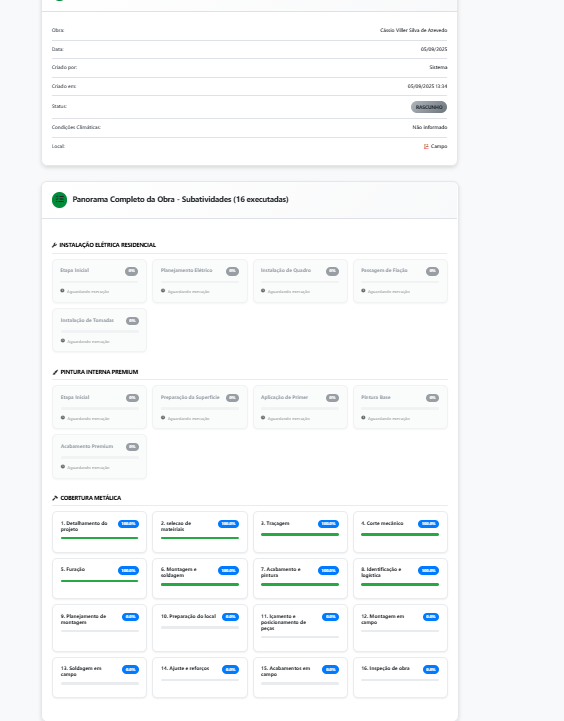 Obra: Cássio Viller Silva de Azevedo
Data: 05/09/2025
Criado por: Sistema
Criado em: 05/09/2025 13:34
Status: RASCUNHO
Condições Climáticas: Não informado
Local: Campo
Panorama Completo da Obra - Subatividades (16 executadas)
INSTALAÇÃO ELÉTRICA RESIDENCIAL
Etapa Inicial 0% Planejamento Elétrico 0% Instalação de Quadro 0% Passagem de Fiação 0%
Aguardando execução Aguardando execução Aguardando execução Aguardando execução
Instalação de Tomadas 0%
Aguardando execução
PINTURA INTERNA PREMIUM
Etapa Inicial 0% Preparação da Superfície 0% Aplicação de Primer 0% Pintura Base 0%
Aguardando execução Aguardando execução Aguardando execução Aguardando execução
Acabamento Premium 0%
Aguardando execução
COBERTURA METÁLICA
1. Detalhamento do 100.0% 2. selecao de 100.0% 3. Traçagem 100.0% 4. Corte mecânico 100.0%
projeto materiais
5. Furação 100.0% 6. Montagem e 100.0% 7. Acabamento e 100.0% 8. Identificação e 100.0%
soldagem pintura logística
9. Planejamento de 0.0% 10. Preparação do local 0.0% 11. Içamento e 0.0% 12. Montagem em 0.0%
montagem posicionamento de campo
peças
13. Soldagem em 0.0% 14. Ajuste e reforços 0.0% 15. Acabamentos em 0.0% 16. Inspeção de obra 0.0%
campo campo